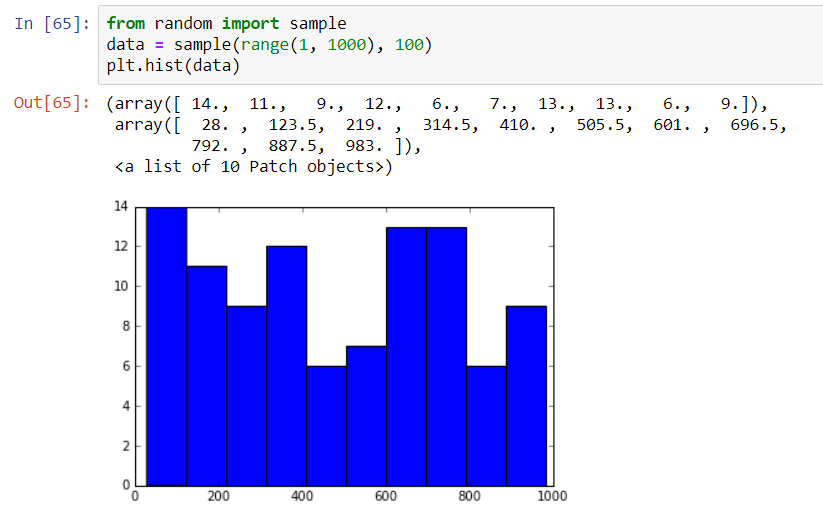 In [65]: from random import sample
data = sample(range(1, 1000), 100)
plt.hist(data)
Out[65]: (array([ 14., 11., 9., 12., 6., 7., 13., 13., 6., 9.]),
array([ 28. , 123.5, 219. , 314.5, 410. , 505.5, 601. , 696.5,
792. , 887.5, 983. ]),
<a list of 10 Patch objects>)
14
12
10
8
6
4
2
0
0 200 400 600 800 1000